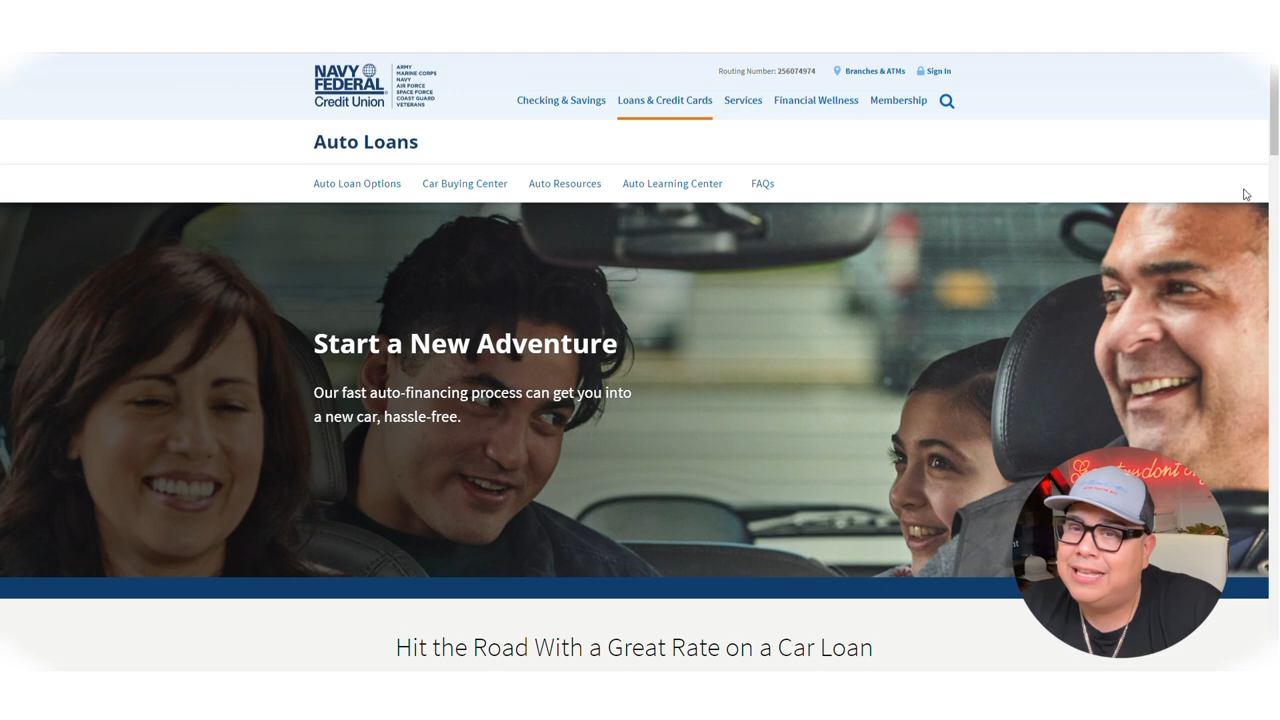 NAVY
FEDERAL
Credit Union
ARMY
MARINE CORPS
NAVY
AIR FORCE
SPACE FORCE
COAST GUARD
VETERANS
Routing Number: 256074974
Branches & ATMs
Sign In
Checking & Savings
Loans & Credit Cards
Services
Financial Wellness
Membership
Auto Loans
Auto Loan Options
Car Buying Center
Auto Resources
Auto Learning Center
FAQs
Start a New Adventure
Our fast auto-financing process can get you into
a new car, hassle-free.
Hit the Road With a Great Rate on a Car Loan